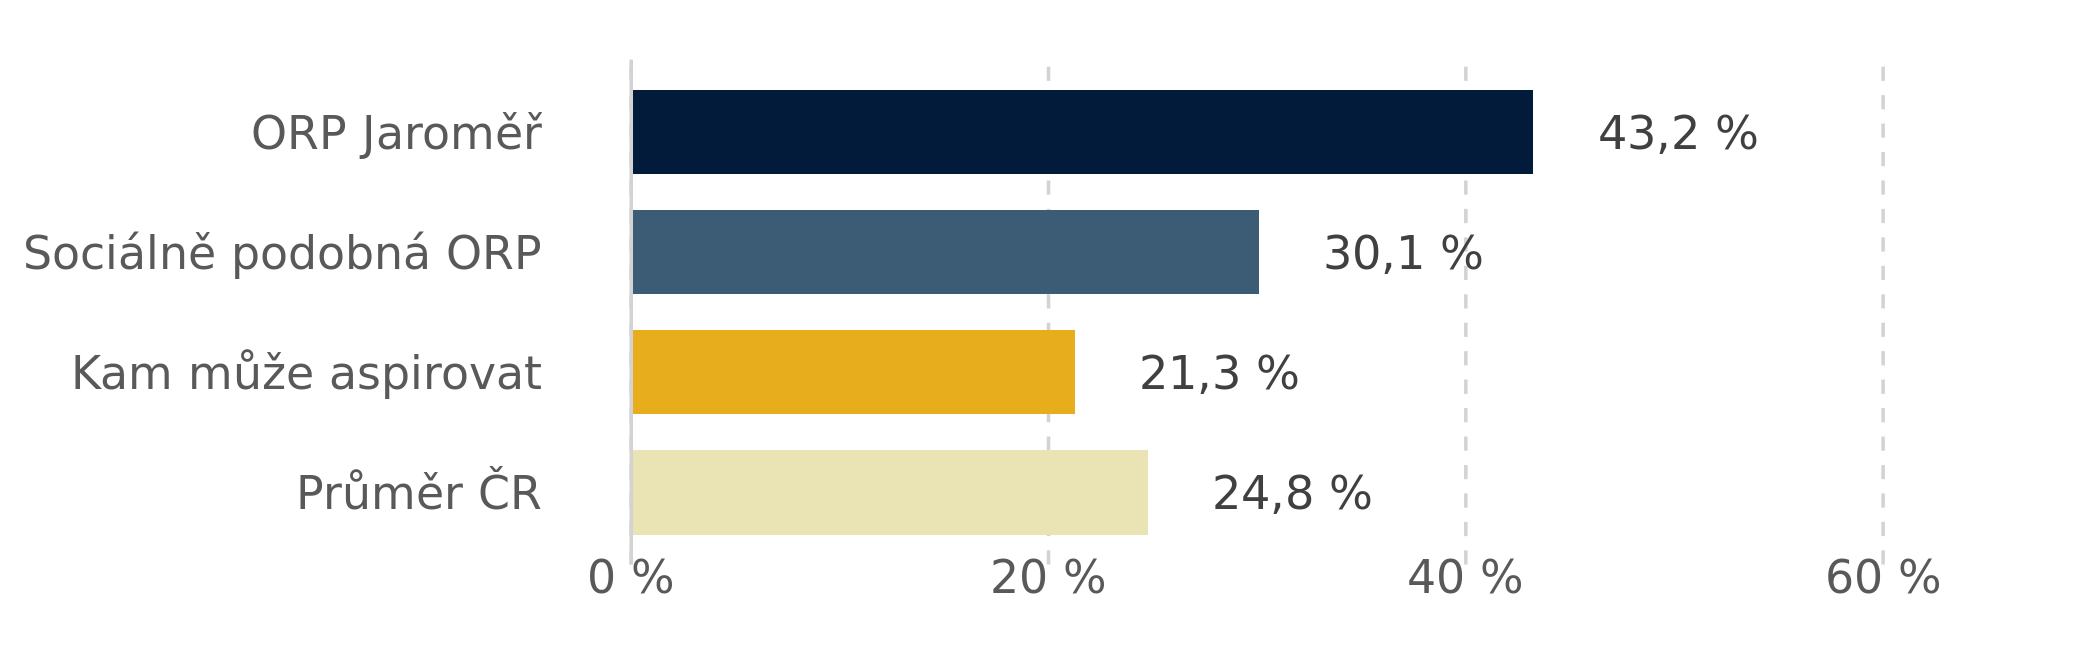 ORP Jaroměř
43,2 %
Sociálně podobná ORP
30,1 %
Kam může aspirovat
21,3 %
Průměr ČR
24,8 %
0 %
20 %
40 %
60 %